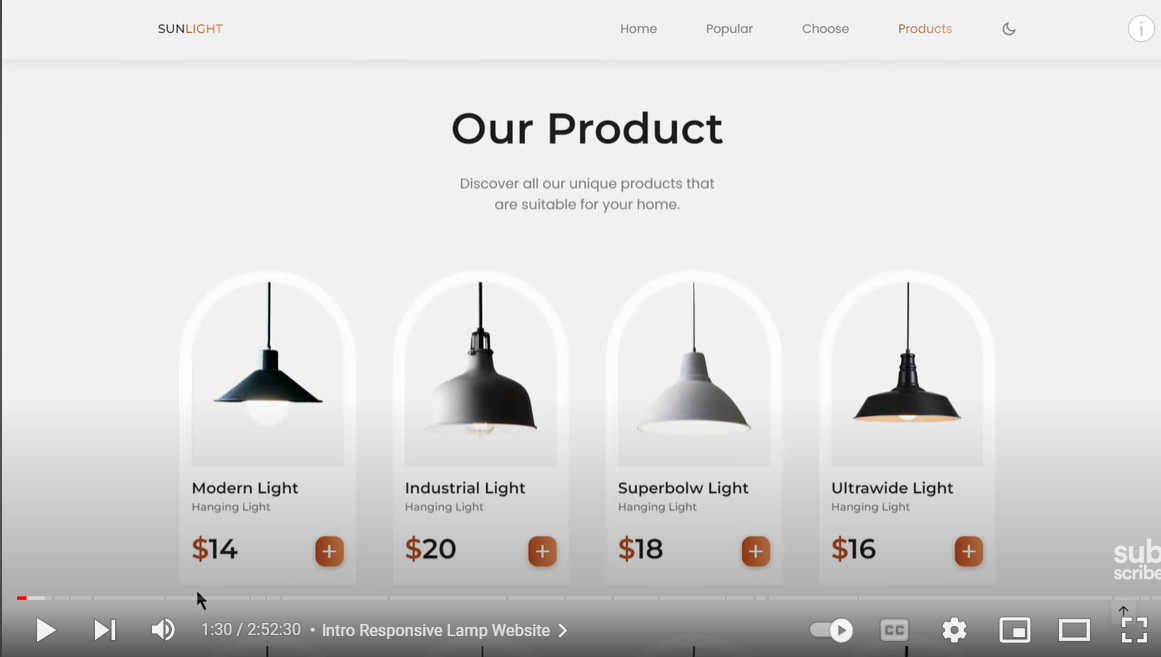 SUNLIGHT
Home Popular Choose Products
Our Product
Discover all our unique products that
are suitable for your home.
Modern Light
Hanging Light
$14
Industrial Light
Hanging Light
$20
Superbolw Light
Hanging Light
$18
Ultrawide Light
Hanging Light
$16
sub
scribe
1:30 / 2:52:30 • Intro Responsive Lamp Website
CC